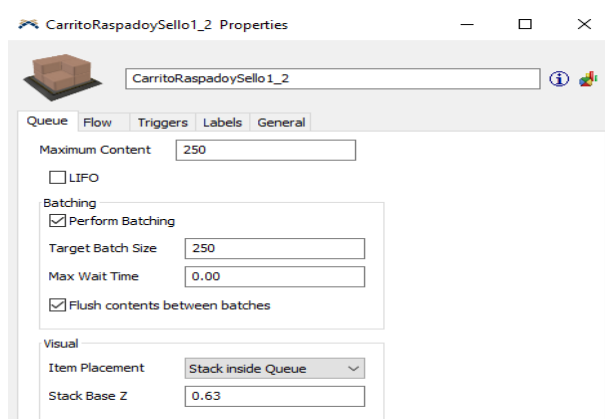 CarritoRaspadoySello1_2 Properties
CarritoRaspadoySello1_2
Queue Flow Triggers Labels General
Maximum Content 250
LIFO
Batching
Perform Batching
Target Batch Size 250
Max Wait Time 0.00
Flush contents between batches
Visual
Item Placement Stack inside Queue
Stack Base Z 0.63